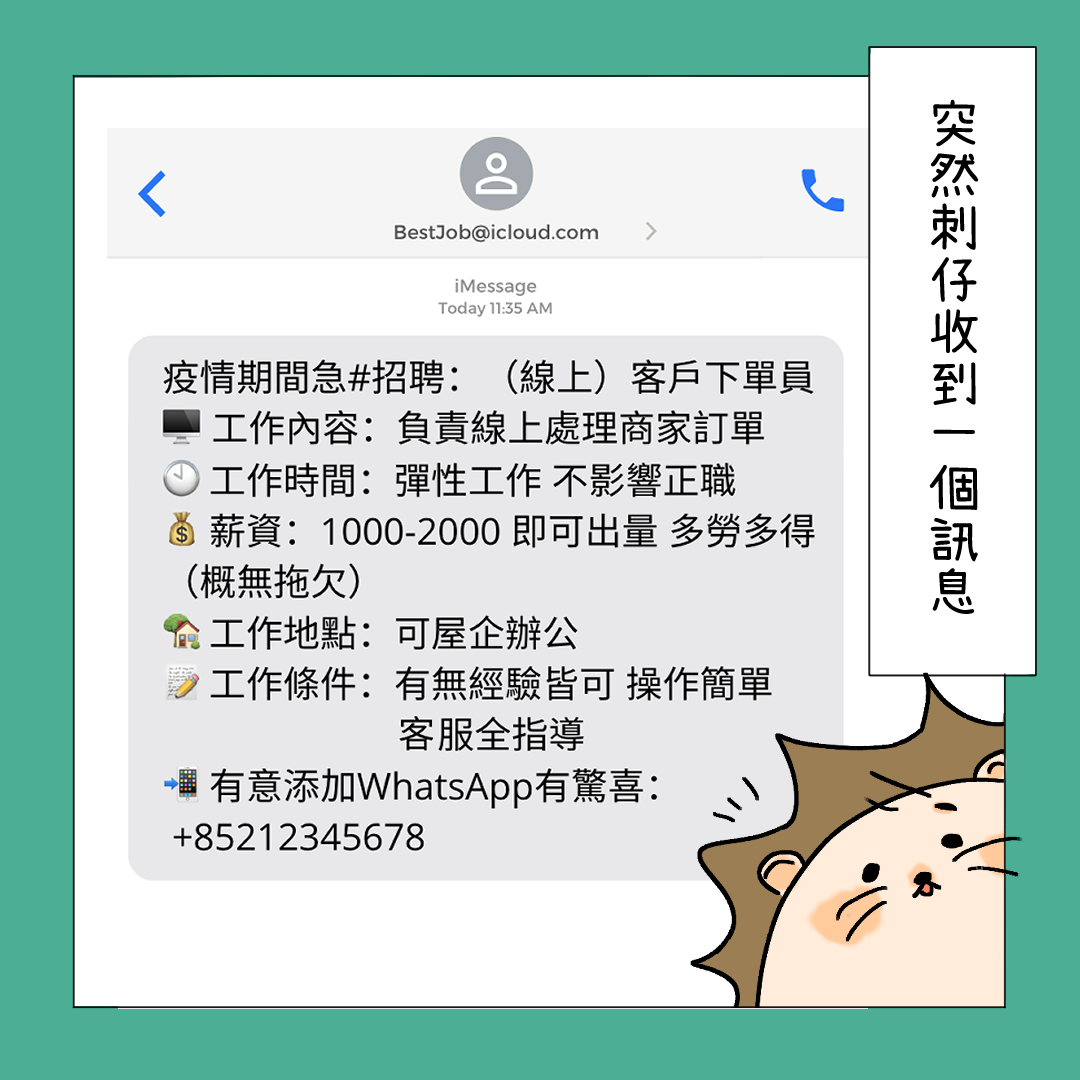 BestJob@icloud.com
iMessage
Today 11:35 AM
疫情期間急#招聘：（線上）客戶下單員
工作內容：負責線上處理商家訂單
工作時間：彈性工作 不影響正職
薪資：1000-2000 即可出量 多勞多得
（概無拖欠）
工作地點：可屋企辦公
工作條件：有無經驗皆可 操作簡單
客服全指導
有意添加WhatsApp有驚喜：
+85212345678
突然刺仔收到一個訊息